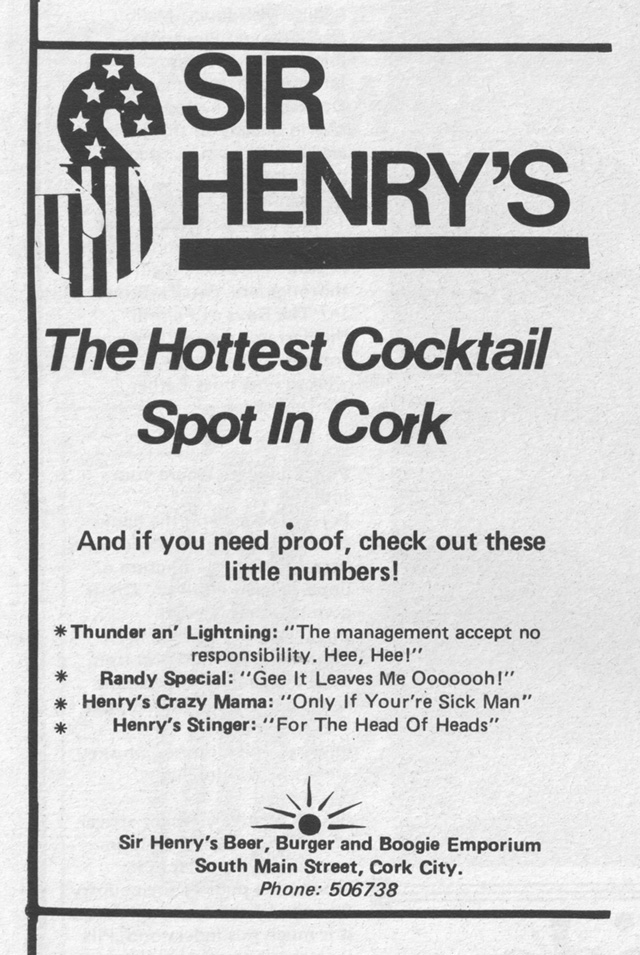 SIR
HENRY'S
The Hottest Cocktail
Spot In Cork
And if you need proof, check out these
little numbers!
* Thunder an' Lightning: "The management accept no
responsibility. Hee, Hee!"
* Randy Special: "Gee It Leaves Me Ooooooh!"
* Henry's Crazy Mama: "Only If Your're Sick Man"
* Henry's Stinger: "For The Head Of Heads"
Sir Henry's Beer, Burger and Boogie Emporium
South Main Street, Cork City.
Phone: 506738